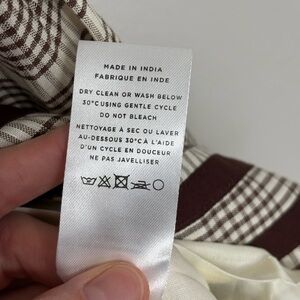 MADE IN INDIA
FABRIQUE EN INDE
DRY CLEAN OR WASH BELOW
30°C USING GENTLE CYCLE
DO NOT BLEACH
NETTOYAGE À SEC OU LAVER
AU-DESSOUS 30°C À L'AIDE
D'UN CYCLE EN DOUCEUR
NE PAS JAVELLISER